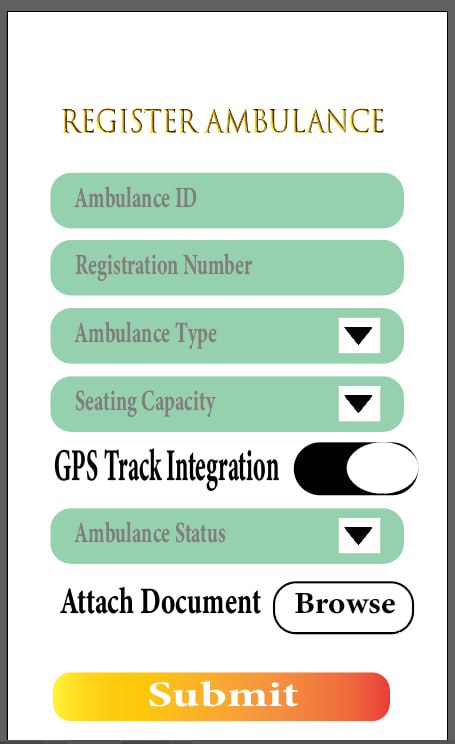 REGISTER AMBULANCE
Ambulance ID
Registration Number
Ambulance Type
Seating Capacity
GPS Track Integration
Ambulance Status
Attach Document Browse
Submit